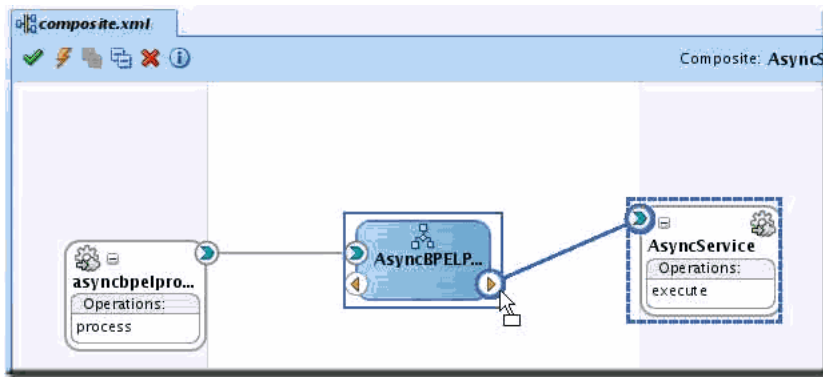 composite.xml
Composite: AsyncS
asyncbpelpro...
Operations:
process
AsyncBPELP...
AsyncService
Operations:
execute